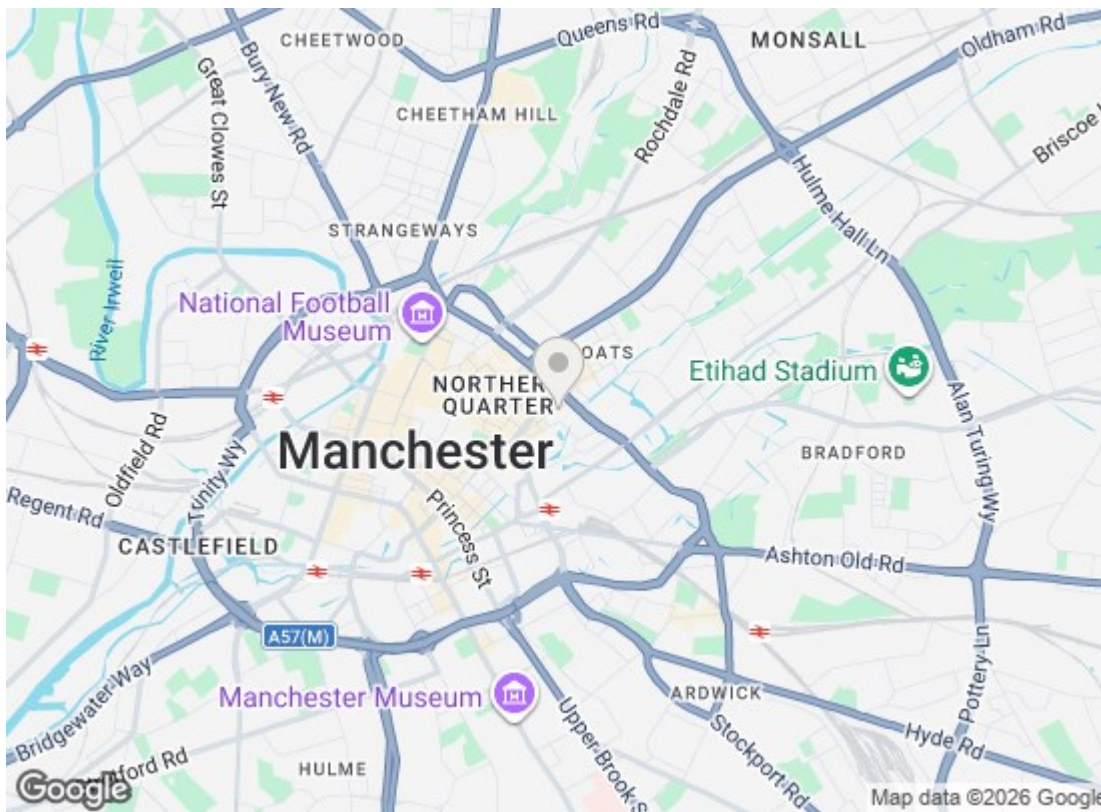 Queens Rd
CHEETWOOD
MONSALL
Oldham Rd
Bury New Rd
Great Clowes St
CHEETHAM HILL
Rochdale Rd
Briscoe
Hulme Hall Ln
STRANGEWAYS
River Irwell
National Football
Museum
OATS
Etihad Stadium
NORTHER
QUARTER
Manchester
Alan Turing Wy
BRADFORD
Oldfield Rd
Trinity Wy
Regent Rd
Princess St
CASTLEFIELD
Ashton Old Rd
A57(M)
Bridgewater Way
Manchester Museum
ARDWICK
Pottery Ln
Upper Brook S
Stockport Rd
Hyde Rd
HULME
Google
Map data ©2026 Google